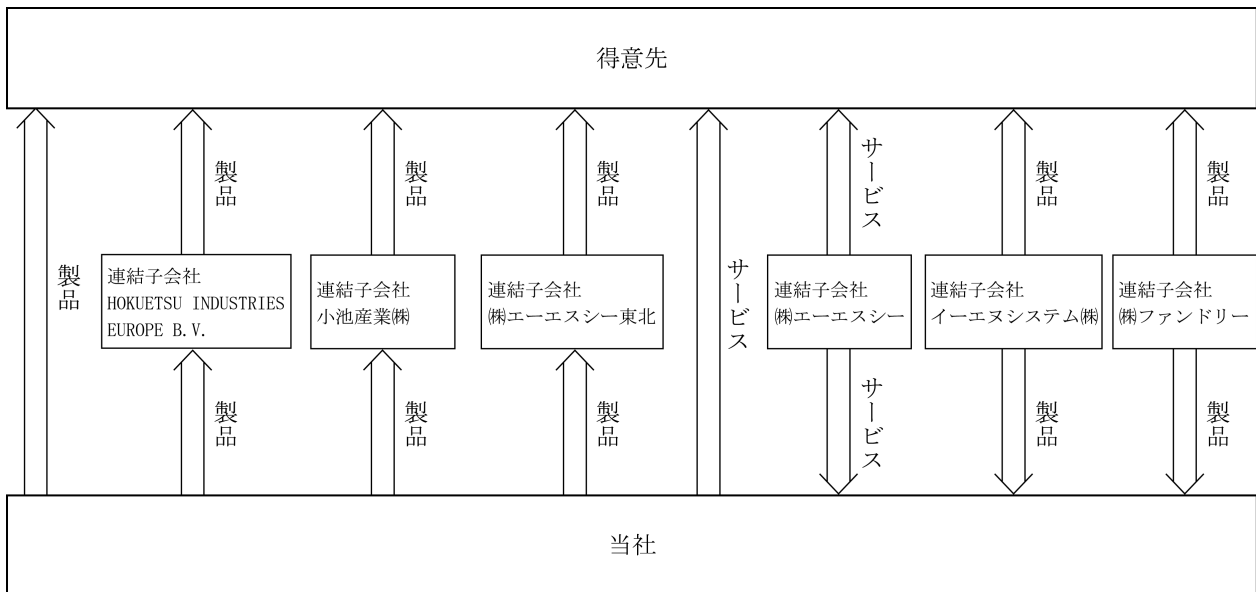 得意先
製品
製品
製品
製品
サービス
サービス
製品
製品
連結子会社
HOKUETSU INDUSTRIES
EUROPE B.V.
連結子会社
小池産業㈱
連結子会社
㈱エーエスシー東北
連結子会社
㈱エーエスシー
連結子会社
イーエヌシステム㈱
連結子会社
㈱ファンドリー
製品
製品
製品
サービス
製品
製品
当社